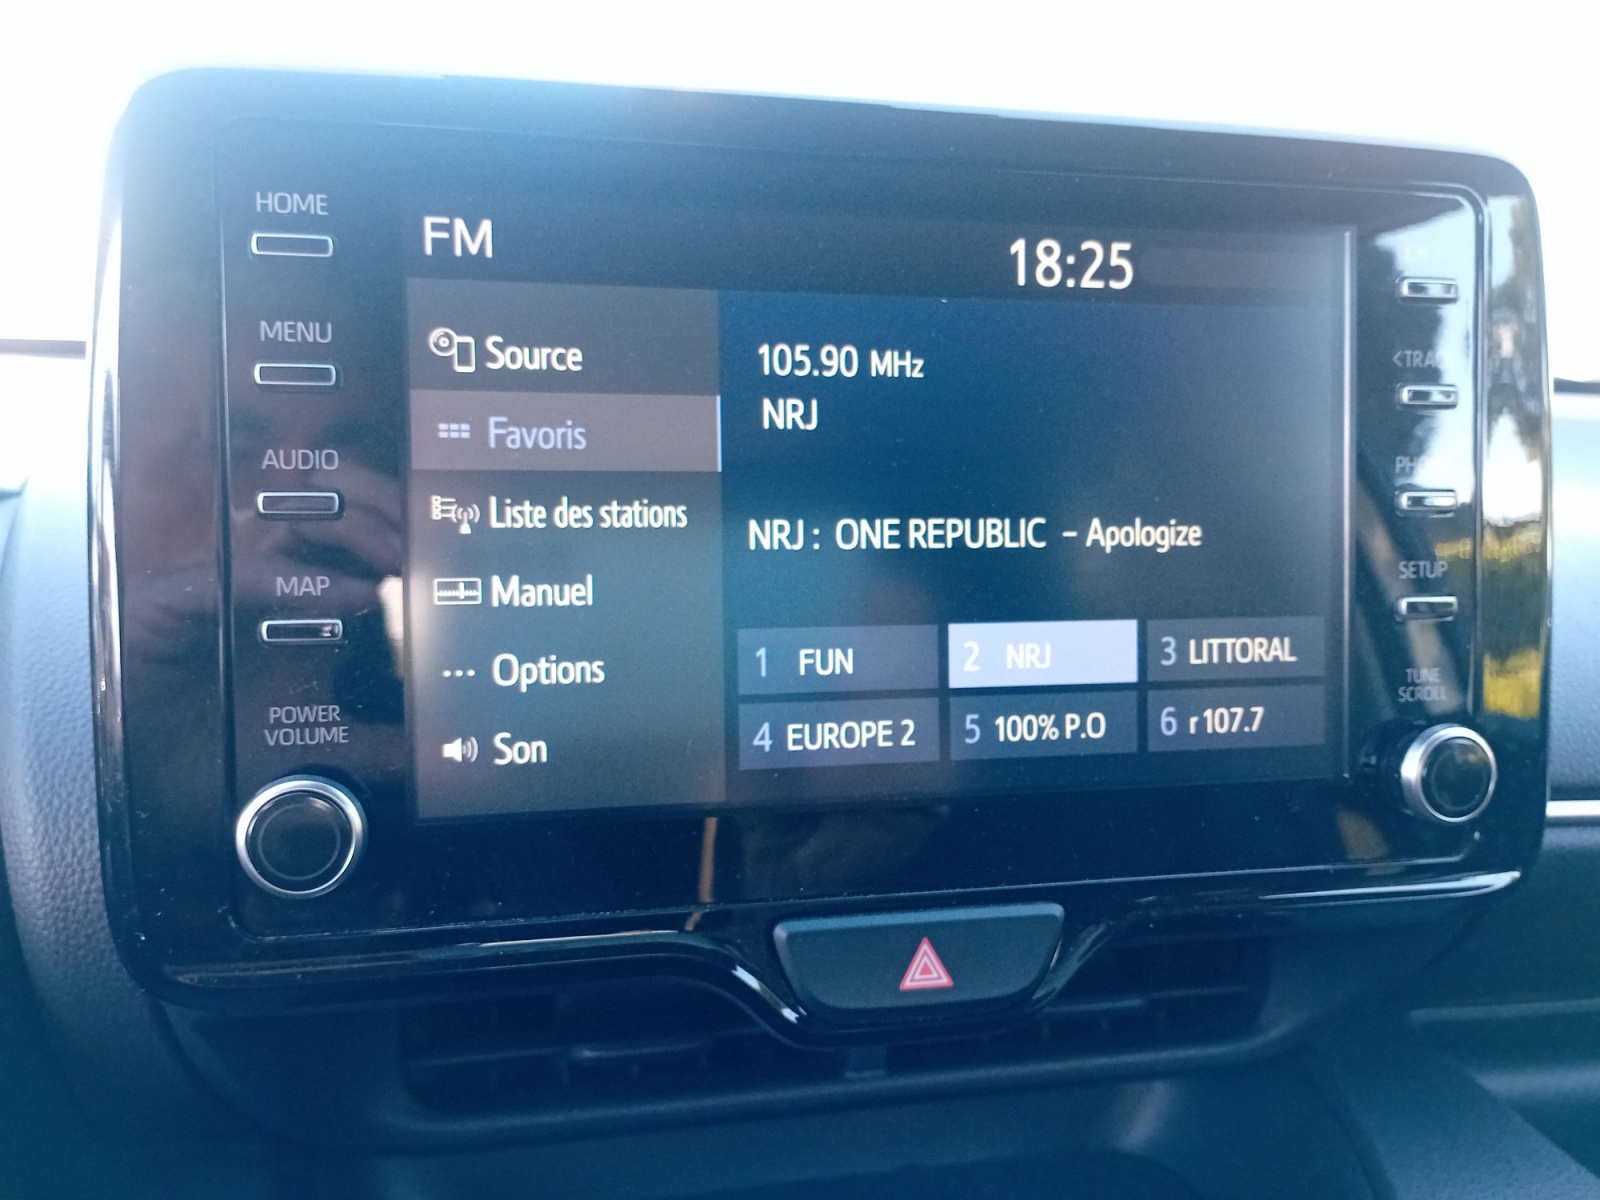 HOME
MENU
AUDIO
MAP
POWER
VOLUME
FM
18:25
Source
Favoris
Liste des stations
Manuel
Options
Son
105.90 MHz
NRJ
NRJ : ONE REPUBLIC - Apologize
1 FUN
2 NRJ
3 LITTORAL
4 EUROPE 2
5 100% P.O
6 r107.7
SETUP
TUNE
SCROLL